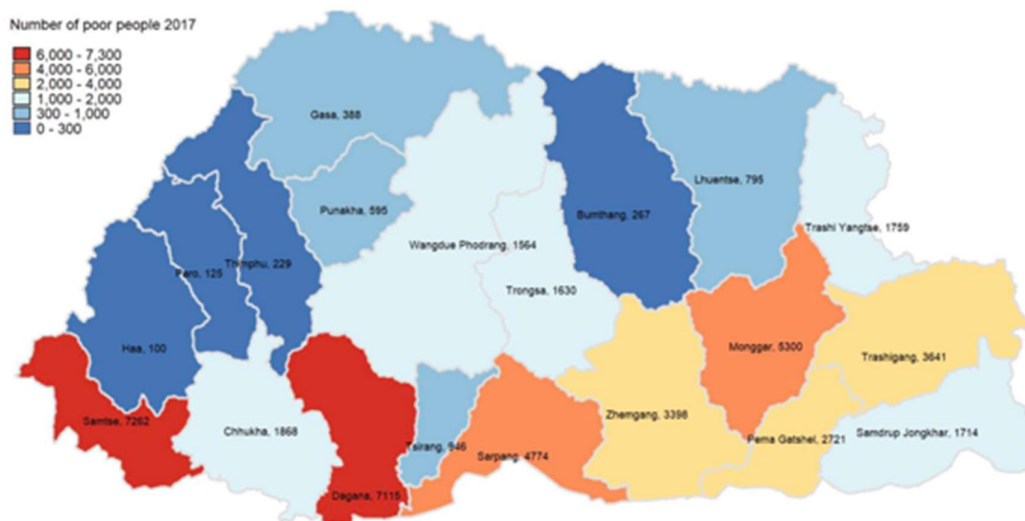 Number of poor people 2017
6,000 - 7,300
4,000 - 6,000
2,000 - 4,000
1,000 - 2,000
300 - 1,000
0 - 300
Gasa, 388
Punakha, 595
Lhuentse, 795
Bumthang, 267
Trashi Yangtse, 1759
Wangdue Phodrang, 1564
Thimphu, 229
Paro, 125
Trongsa, 1630
Haa, 100
Monggar, 5300
Trashigang, 3641
Samtse, 7262
Chhukha, 1868
Zhemgang, 3398
Pema Gatshel, 2721
Samdrup Jongkhar, 1714
Tsirang, 946
Sarpang, 4774
Dagana, 7115